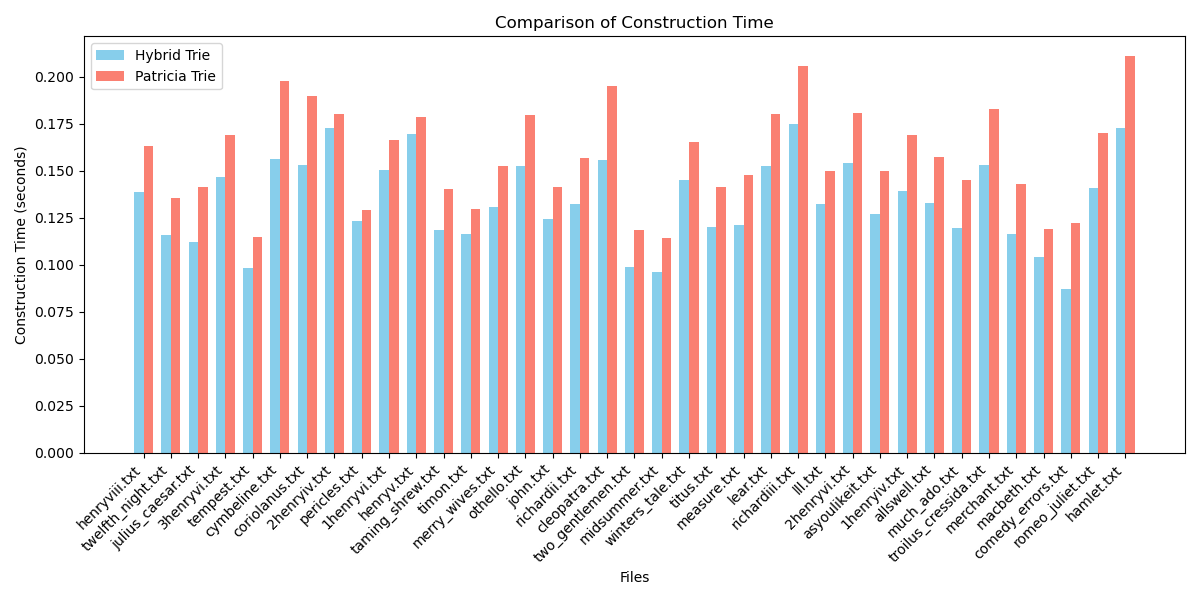 Comparison of Construction Time
Hybrid Trie
Patricia Trie
Construction Time (seconds)
0.200
0.175
0.150
0.125
0.100
0.075
0.050
0.025
0.000
henryviii.txt
twelfth_night.txt
julius_caesar.txt
3henryvi.txt
tempest.txt
cymbeline.txt
coriolanus.txt
2henryiv.txt
pericles.txt
1henryvi.txt
henryv.txt
taming_shrew.txt
timon.txt
merry_wives.txt
othello.txt
john.txt
richardii.txt
cleopatra.txt
two_gentlemen.txt
midsummer.txt
winters_tale.txt
titus.txt
measure.txt
lear.txt
richardiii.txt
lll.txt
2henryvi.txt
asyoulikeit.txt
1henryiv.txt
allswell.txt
much_ado.txt
troilus_cressida.txt
merchant.txt
macbeth.txt
comedy_errors.txt
romeo_juliet.txt
hamlet.txt
Files